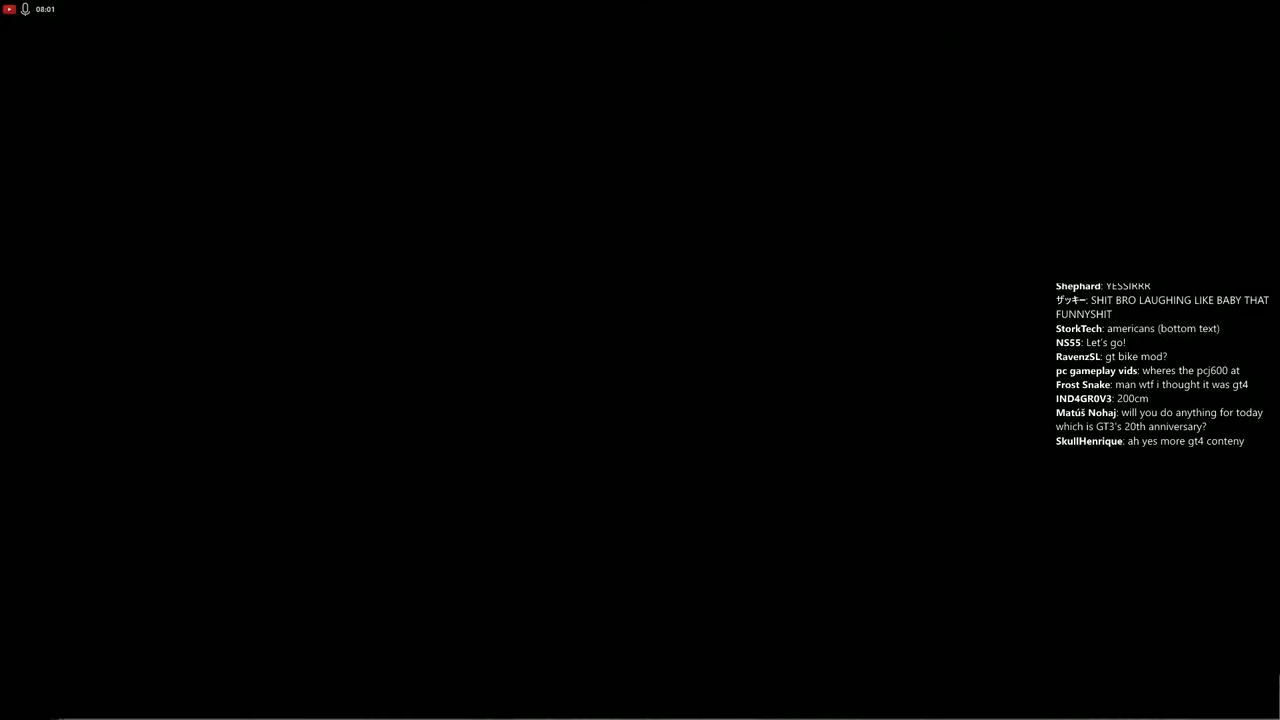 08:01
Shephard: YESSIRRR
ザッキー: SHIT BRO LAUGHING LIKE BABY THAT
FUNNYSHIT
StorkTech: americans (bottom text)
NS55: Let's go!
RavenzSL: gt bike mod?
pc gameplay vids: wheres the pcj600 at
Frost Snake: man wtf i thought it was gt4
IND4GR0V3: 200cm
Matúš Nohaj: will you do anything for today
which is GT3's 20th anniversary?
SkullHenrique: ah yes more gt4 conteny